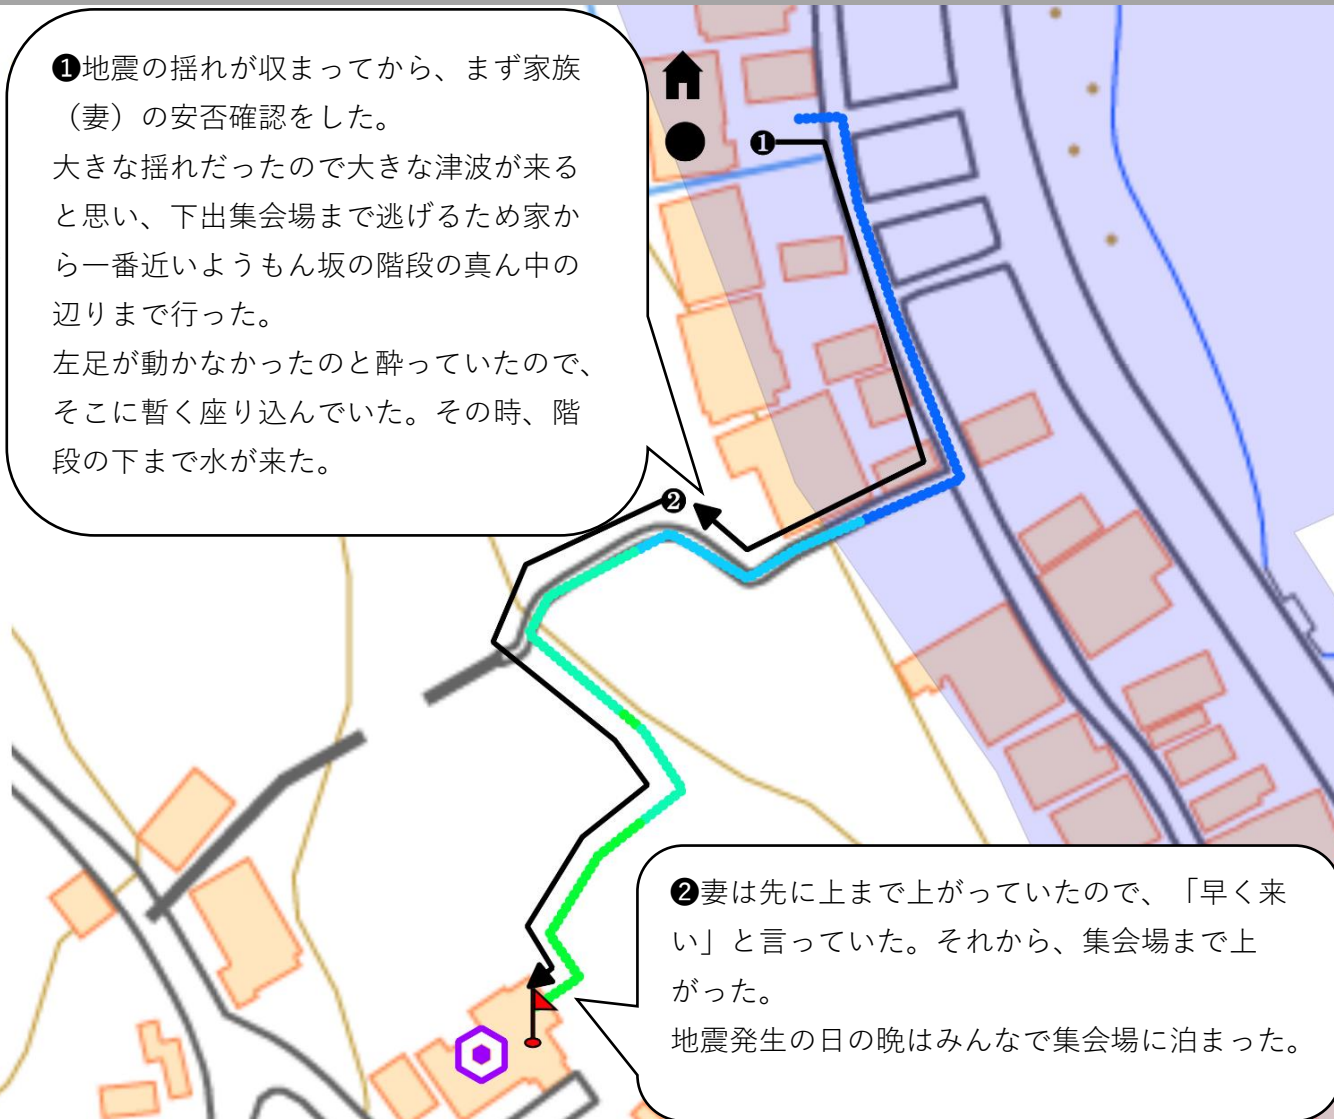 ❶地震の揺れが収まってから、まず家族
（妻）の安否確認をした。
大きな揺れだったので大きな津波が来る
と思い、下出集会場まで逃げるため家か
ら一番近いようもん坂の階段の真ん中の
辺りまで行った。
左足が動かなかったのと酔っていたので、
そこに暫く座り込んでいた。その時、階
段の下まで水が来た。
❶
❷
❷妻は先に上まで上がっていたので、「早く来
い」と言っていた。それから、集会場まで上
がった。
地震発生の日の晩はみんなで集会場に泊まった。